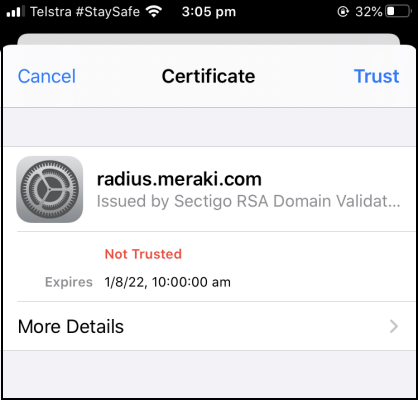 Telstra #StaySafe 3:05 pm 32%
Cancel Certificate Trust
radius.meraki.com
Issued by Sectigo RSA Domain Validat...
Not Trusted
Expires 1/8/22, 10:00:00 am
More Details